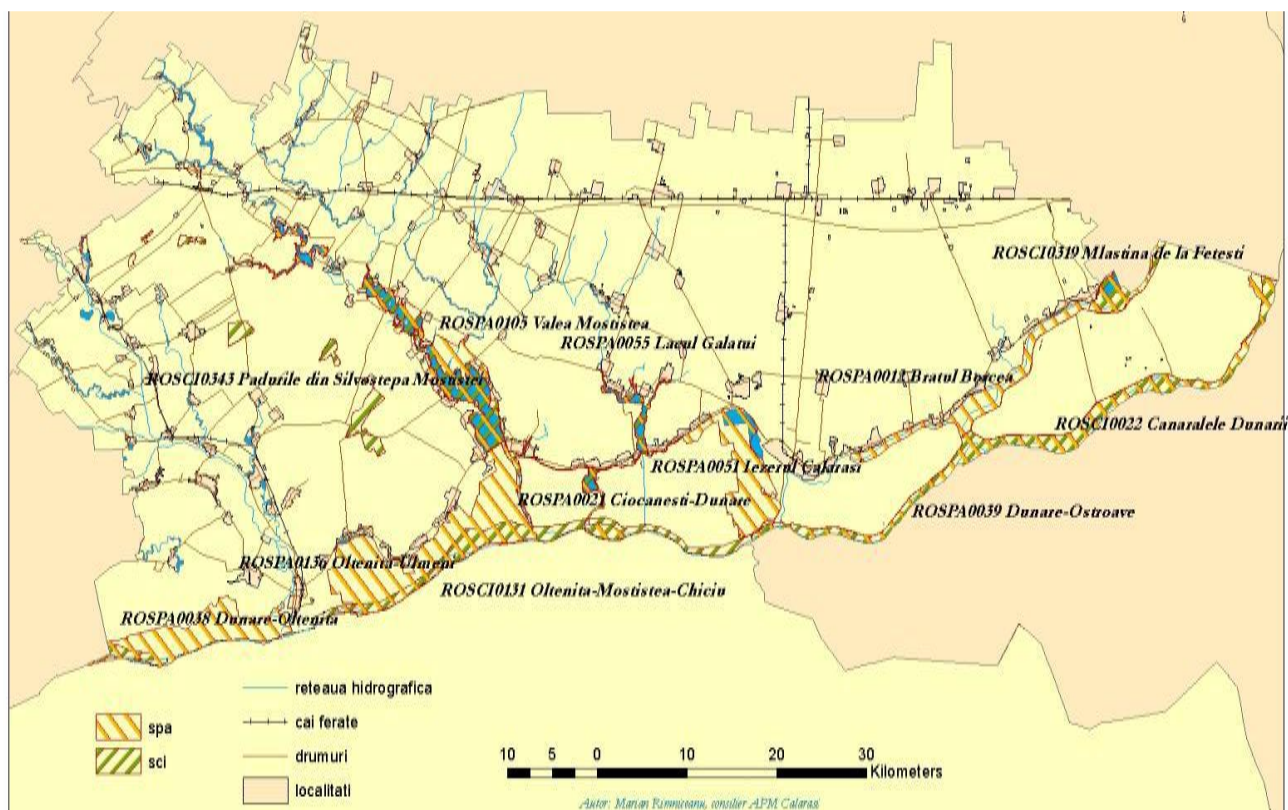 ROSCI0319 Mlastina de la Fetesti
ROSPA0105 Valea Mostistea
ROSPA0055 Lacul Galatui
ROSCI0343 Padurile din Silvostepa Mostistei
ROSPA0012 Bratul Borcea
ROSCI0022 Canaralele Dunarii
ROSPA0051 Iezerul Calarasi
ROSPA0021 Ciocanesti-Dunare
ROSPA0039 Dunare-Ostroave
ROSPA0136 Oltenita-Ulmeni
ROSCI0131 Oltenita-Mostistea-Chiciu
ROSPA0038 Dunare-Oltenita
reteaua hidrografica
spa
cai ferate
sci
drumuri
localitati
10 5 0 10 20 30
Kilometers
Autor: Marian Rimniceanu, consilier APM Calarasi